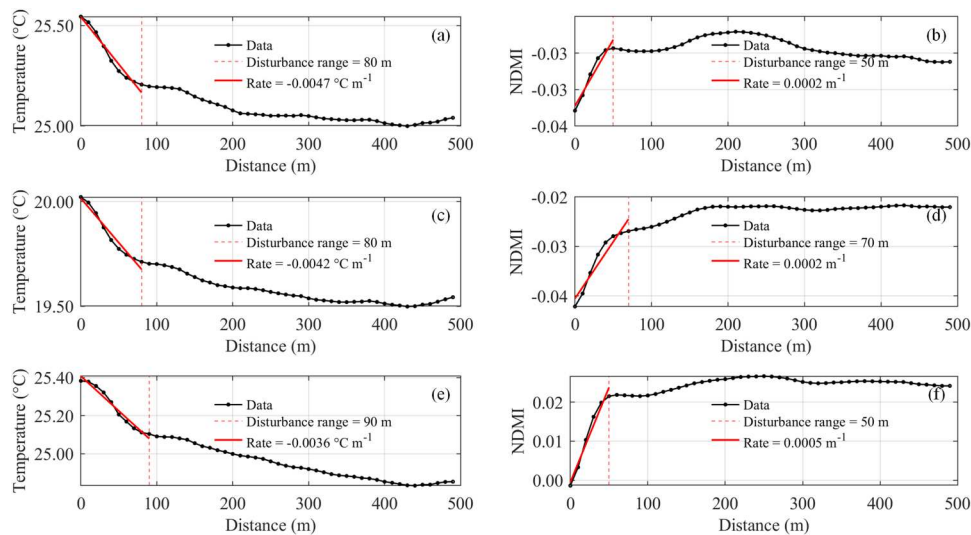 Temperature (°C)
25.50
25.00
(a)
Data
Disturbance range = 80 m
Rate = -0.0047 °C m⁻¹
0 100 200 300 400 500
Distance (m)
NDMI
-0.03
-0.03
-0.04
(b)
Data
Disturbance range = 50 m
Rate = 0.0002 m⁻¹
0 100 200 300 400 500
Distance (m)
Temperature (°C)
20.00
19.50
(c)
Data
Disturbance range = 80 m
Rate = -0.0042 °C m⁻¹
0 100 200 300 400 500
Distance (m)
NDMI
-0.02
-0.03
-0.04
(d)
Data
Disturbance range = 70 m
Rate = 0.0002 m⁻¹
0 100 200 300 400 500
Distance (m)
Temperature (°C)
25.40
25.20
25.00
(e)
Data
Disturbance range = 90 m
Rate = -0.0036 °C m⁻¹
0 100 200 300 400 500
Distance (m)
NDMI
0.02
0.01
0.00
(f)
Data
Disturbance range = 50 m
Rate = 0.0005 m⁻¹
0 100 200 300 400 500
Distance (m)